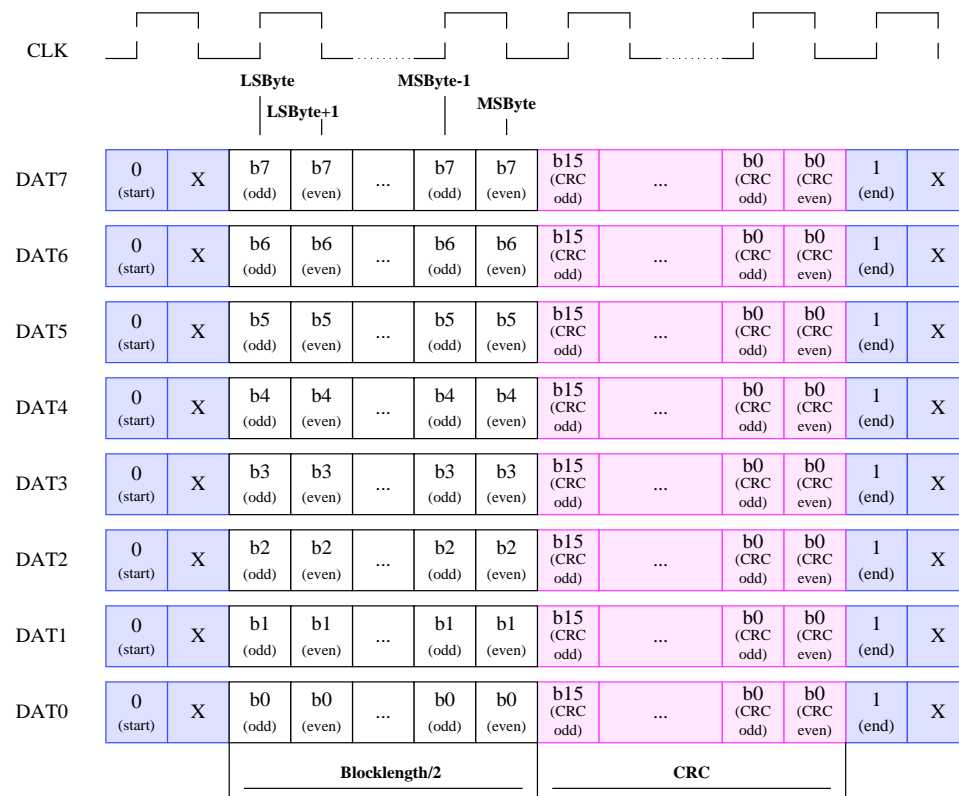 CLK
LSByte
MSByte-1
LSByte+1
MSByte
DAT7 0 (start) X b7 (odd) b7 (even) ... b7 (odd) b7 (even) b15 (CRC odd) ... b0 (CRC odd) b0 (CRC even) 1 (end) X
DAT6 0 (start) X b6 (odd) b6 (even) ... b6 (odd) b6 (even) b15 (CRC odd) ... b0 (CRC odd) b0 (CRC even) 1 (end) X
DAT5 0 (start) X b5 (odd) b5 (even) ... b5 (odd) b5 (even) b15 (CRC odd) ... b0 (CRC odd) b0 (CRC even) 1 (end) X
DAT4 0 (start) X b4 (odd) b4 (even) ... b4 (odd) b4 (even) b15 (CRC odd) ... b0 (CRC odd) b0 (CRC even) 1 (end) X
DAT3 0 (start) X b3 (odd) b3 (even) ... b3 (odd) b3 (even) b15 (CRC odd) ... b0 (CRC odd) b0 (CRC even) 1 (end) X
DAT2 0 (start) X b2 (odd) b2 (even) ... b2 (odd) b2 (even) b15 (CRC odd) ... b0 (CRC odd) b0 (CRC even) 1 (end) X
DAT1 0 (start) X b1 (odd) b1 (even) ... b1 (odd) b1 (even) b15 (CRC odd) ... b0 (CRC odd) b0 (CRC even) 1 (end) X
DAT0 0 (start) X b0 (odd) b0 (even) ... b0 (odd) b0 (even) b15 (CRC odd) ... b0 (CRC odd) b0 (CRC even) 1 (end) X
Blocklength/2 CRC